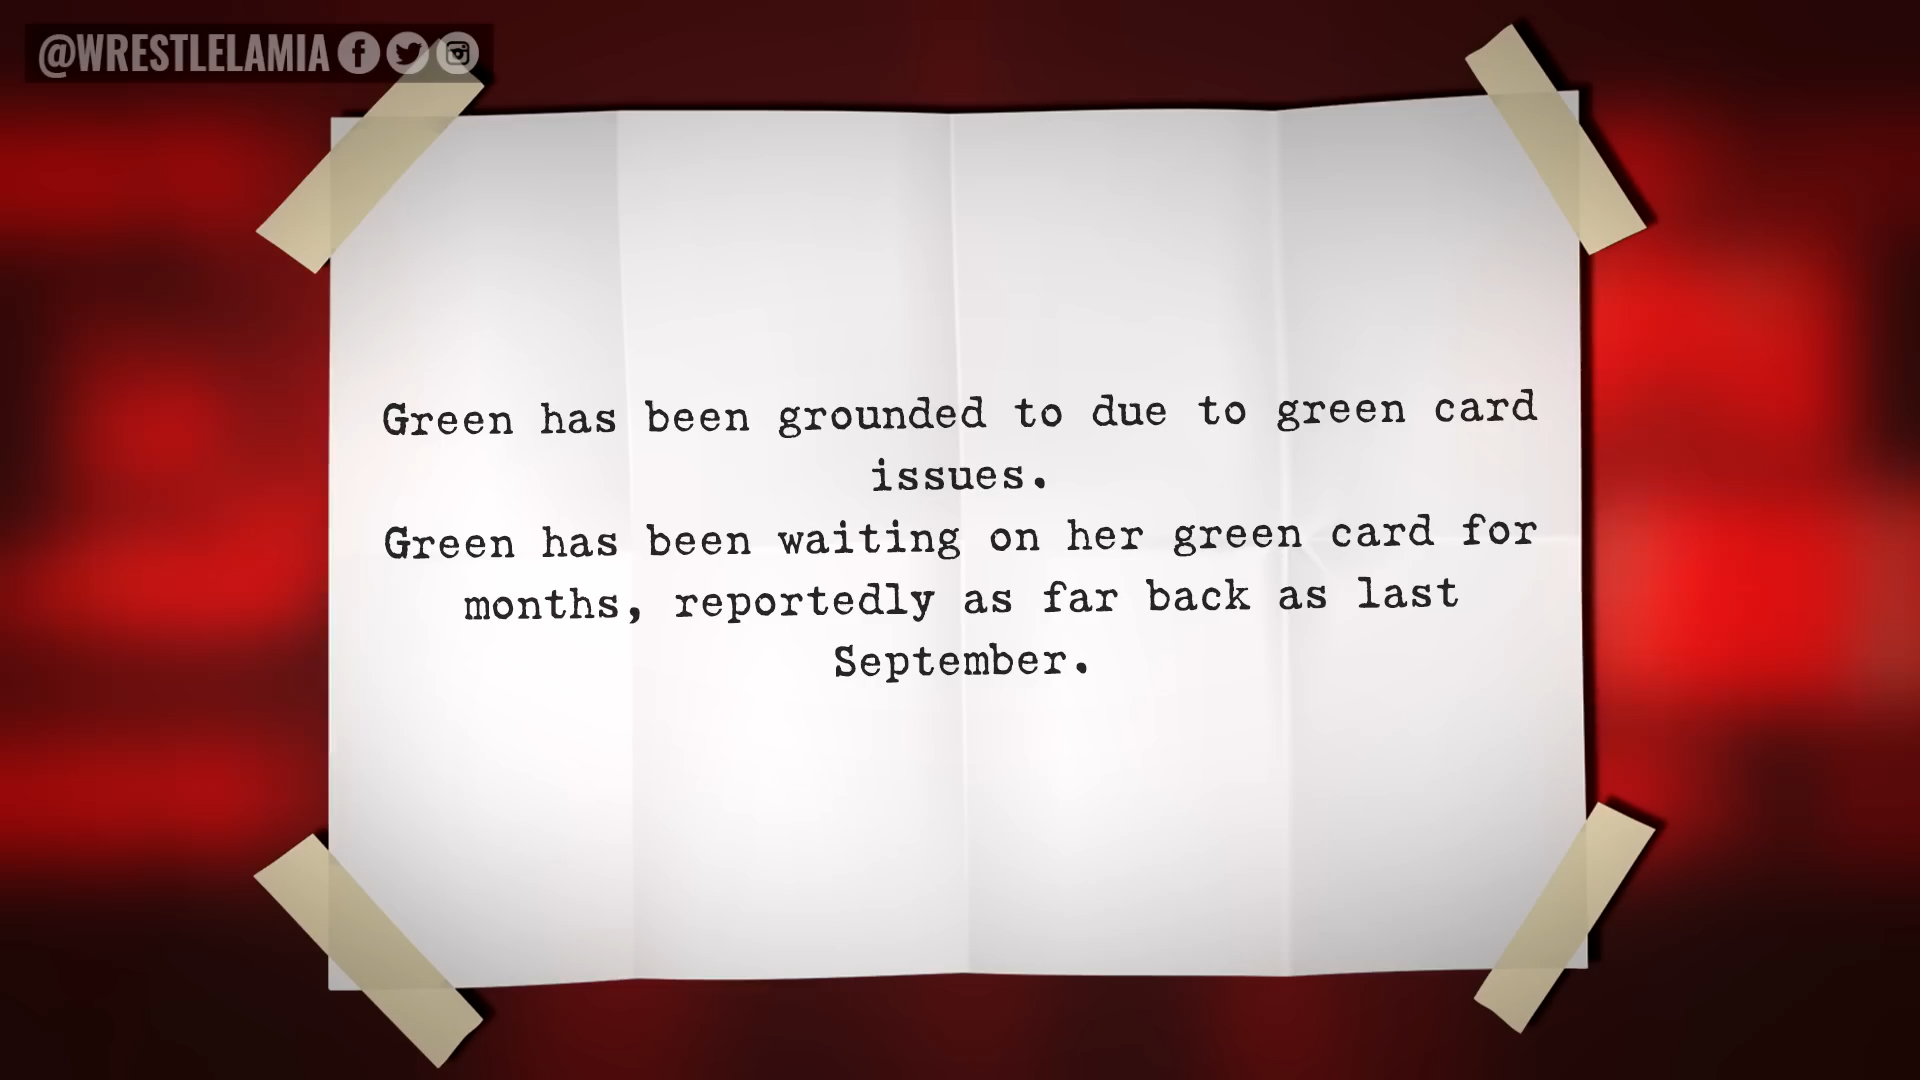 @WRESTLELAMIA
Green has been grounded to due to green card
issues.
Green has been waiting on her green card for
months, reportedly as far back as last
September.